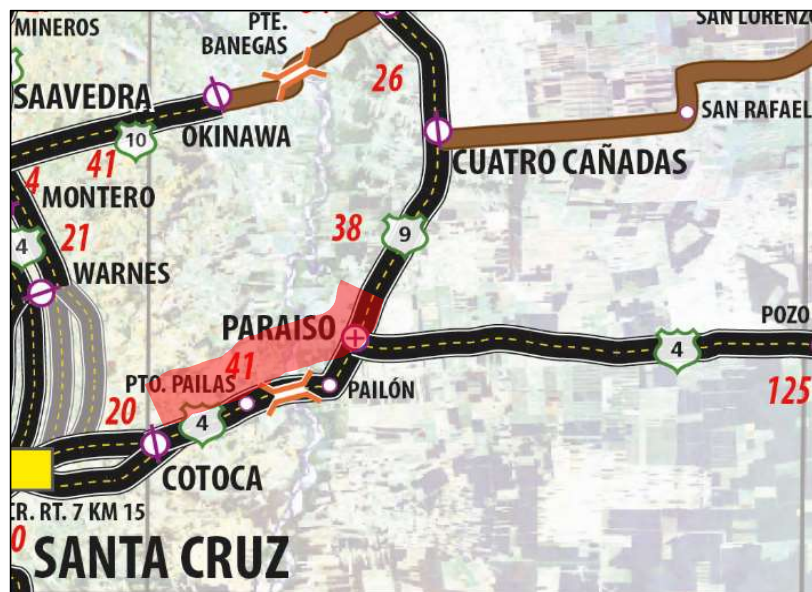 MINEROS
PTE.
BANEGAS
SAN LORENZO
26
SAAVEDRA
SAN RAFAEL
10
OKINAWA
41
CUATRO CAÑADAS
4
MONTERO
38
9
21
4
WARNES
POZO
PARAISO
4
41
PTO. PAILAS
PAILÓN
125
20
4
COTOCA
CR. RT. 7 KM 15
0
SANTA CRUZ